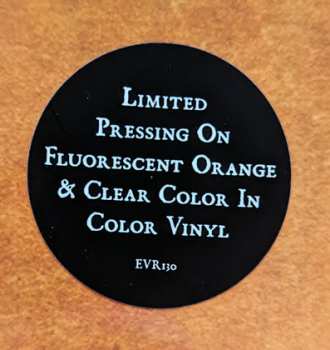 Limited
Pressing On
Fluorescent Orange
& Clear Color In
Color Vinyl
EVR130